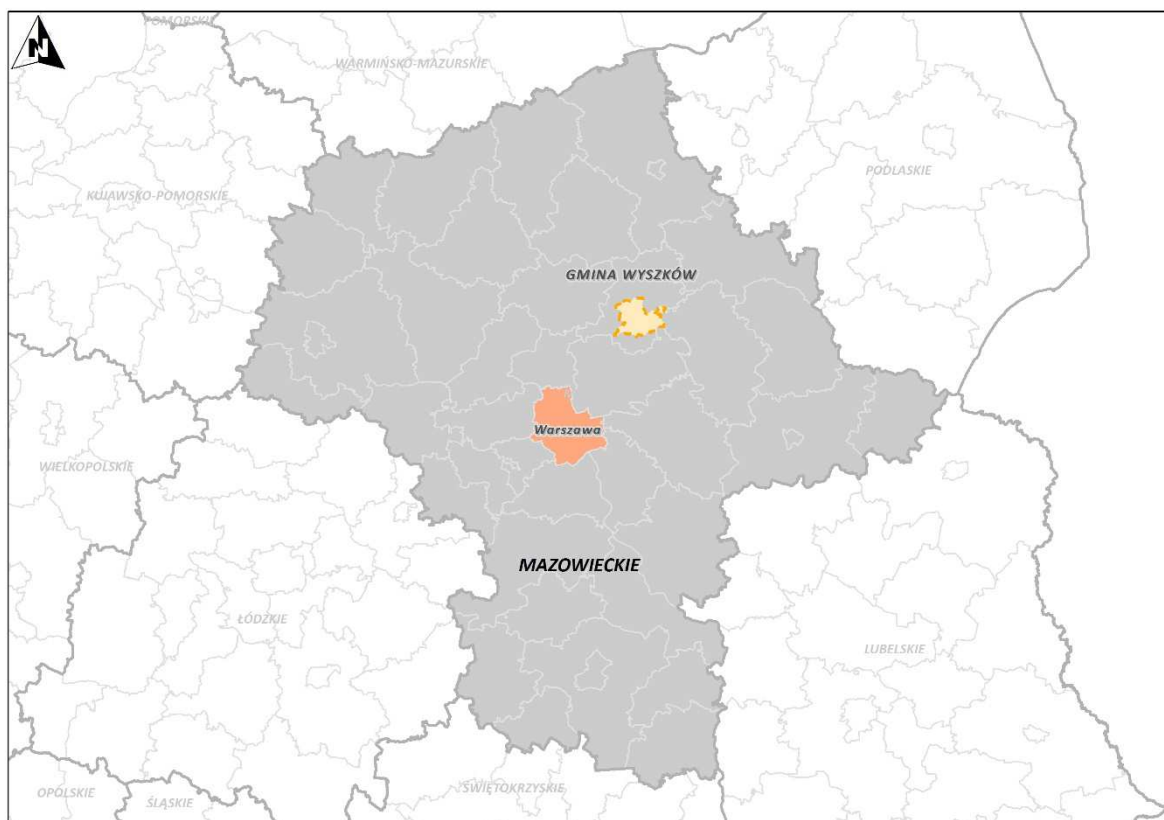 POMORSKIE
N
WARMIŃSKO-MAZURSKIE
PODLASKIE
KUJAWSKO-POMORSKIE
GMINA WYSZKÓW
Warszawa
WIELKOPOLSKIE
MAZOWIECKIE
ŁÓDZKIE
LUBELSKIE
ŚWIĘTOKRZYSKIE
OPOLSKIE
ŚLĄSKIE